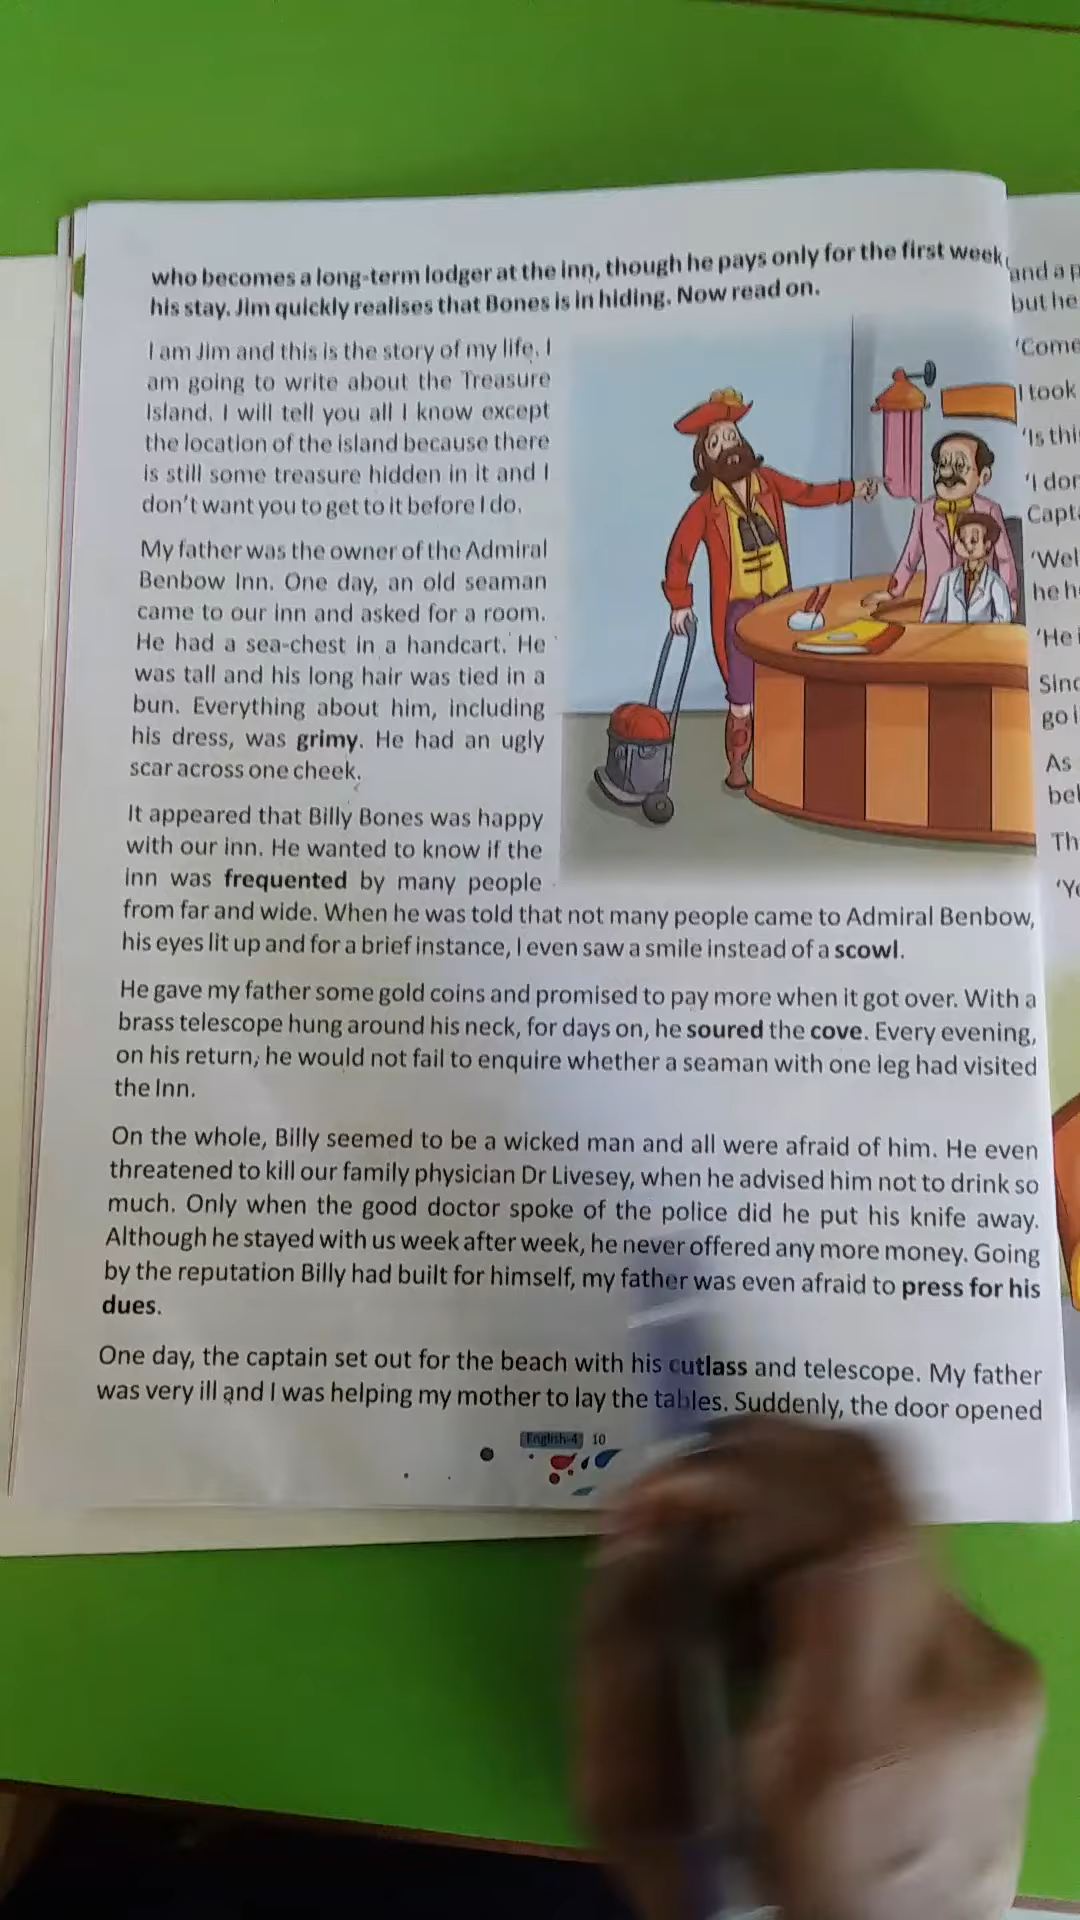 who becomes a long-term lodger at the inn, though he pays only for the first week
his stay. Jim quickly realises that Bones is in hiding. Now read on.
I am Jim and this is the story of my life. I
am going to write about the Treasure
Island. I will tell you all I know except
the location of the island because there
is still some treasure hidden in it and I
don't want you to get to it before I do.
My father was the owner of the Admiral
Benbow Inn. One day, an old seaman
came to our inn and asked for a room.
He had a sea-chest in a handcart. He
was tall and his long hair was tied in a
bun. Everything about him, including
his dress, was grimy. He had an ugly
scar across one cheek.
It appeared that Billy Bones was happy
with our inn. He wanted to know if the
inn was frequented by many people
from far and wide. When he was told that not many people came to Admiral Benbow,
his eyes lit up and for a brief instance, I even saw a smile instead of a scowl.
He gave my father some gold coins and promised to pay more when it got over. With a
brass telescope hung around his neck, for days on, he soured the cove. Every evening,
on his return, he would not fail to enquire whether a seaman with one leg had visited
the Inn.
On the whole, Billy seemed to be a wicked man and all were afraid of him. He even
threatened to kill our family physician Dr Livesey, when he advised him not to drink so
much. Only when the good doctor spoke of the police did he put his knife away.
Although he stayed with us week after week, he never offered any more money. Going
by the reputation Billy had built for himself, my father was even afraid to press for his
dues.
One day, the captain set out for the beach with his cutlass and telescope. My father
was very ill and I was helping my mother to lay the tables. Suddenly, the door opened
English-4 10
and a
but he
'Come
I took
'Is
'I
'Wel
he
'He
go
As
Th